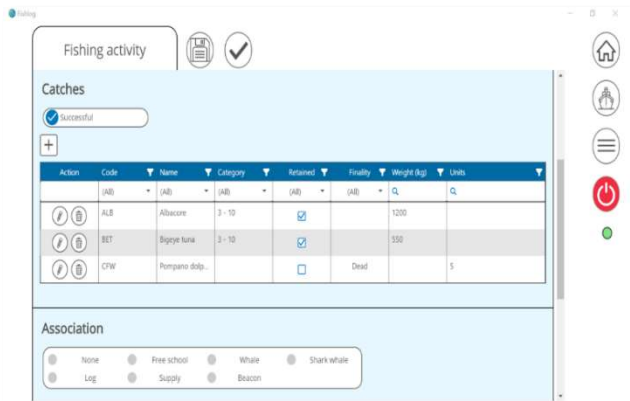 Fishing
Fishing activity
Catches
Successful
Action Code Name Category Retained Finality Weight (kg) Units
(All) (All) (All) (All) (All)
ALB Albacore 3 - 10 1200
BET Bigeye tuna 3 - 10 550
CFW Pompano dolp... Dead 5
Association
None Free school Whale Shark whale
Log Supply Beacon